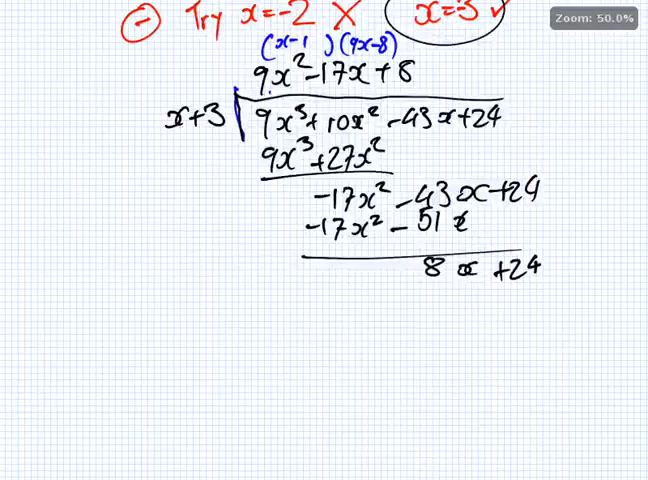 ⊖ Try x=-2 X x=-3 ✓
Zoom: 50.0%
(x-1 )(9x-8)
9x²-17x+8
x+3 9x³+10x²-43x+24
9x³+27x²
-17x²-43x+24
-17x²-51x
8x+24